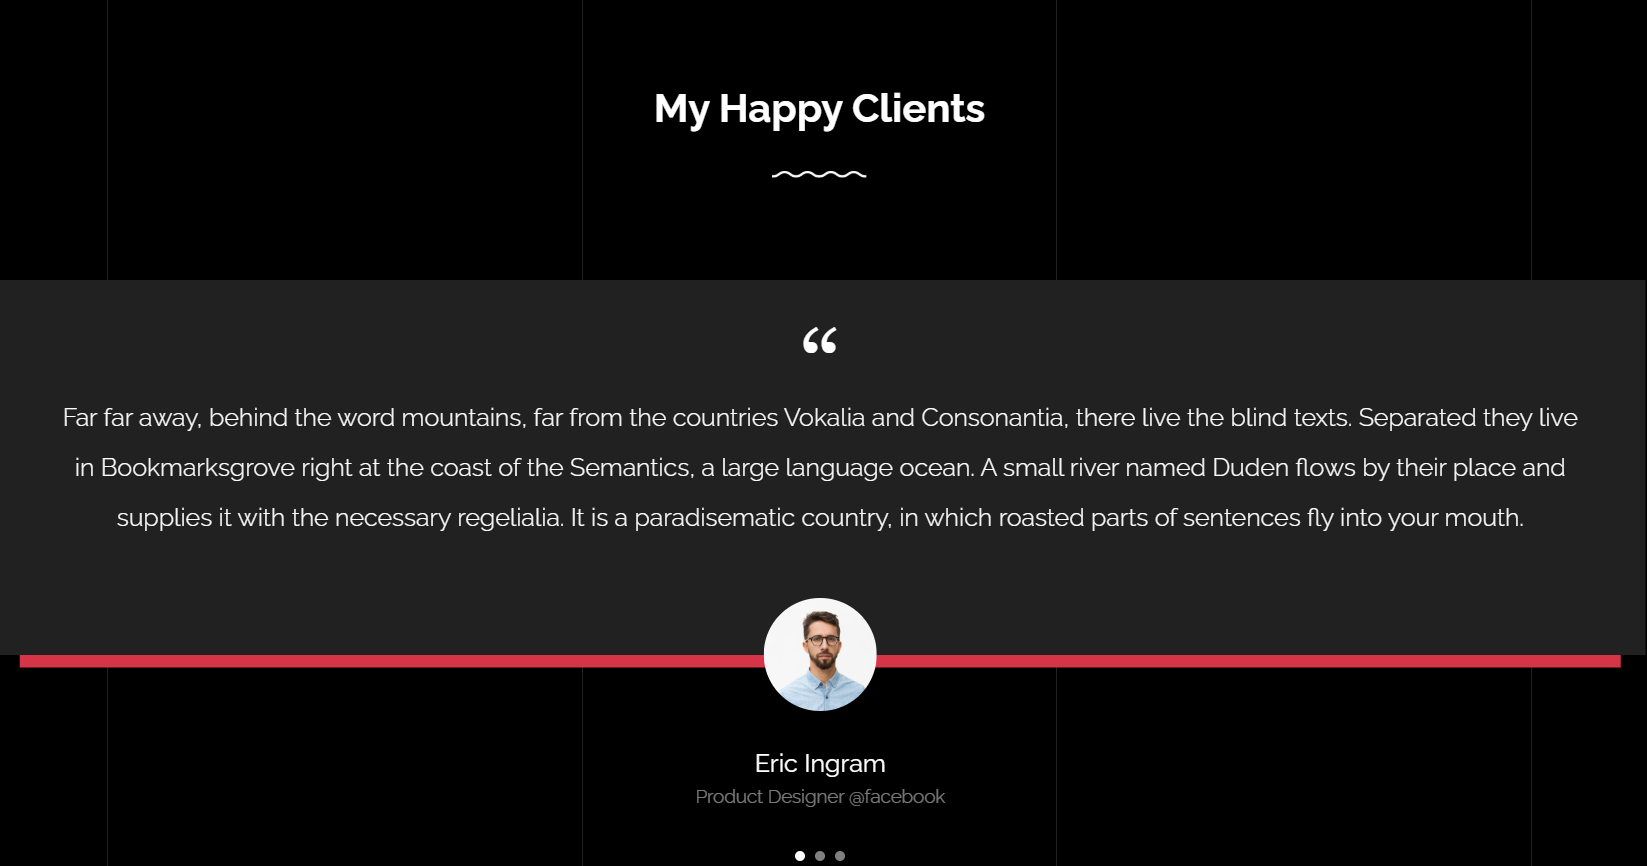 My Happy Clients
“
Far far away, behind the word mountains, far from the countries Vokalia and Consonantia, there live the blind texts. Separated they live
in Bookmarksgrove right at the coast of the Semantics, a large language ocean. A small river named Duden flows by their place and
supplies it with the necessary regelialia. It is a paradisematic country, in which roasted parts of sentences fly into your mouth.
Eric Ingram
Product Designer @facebook